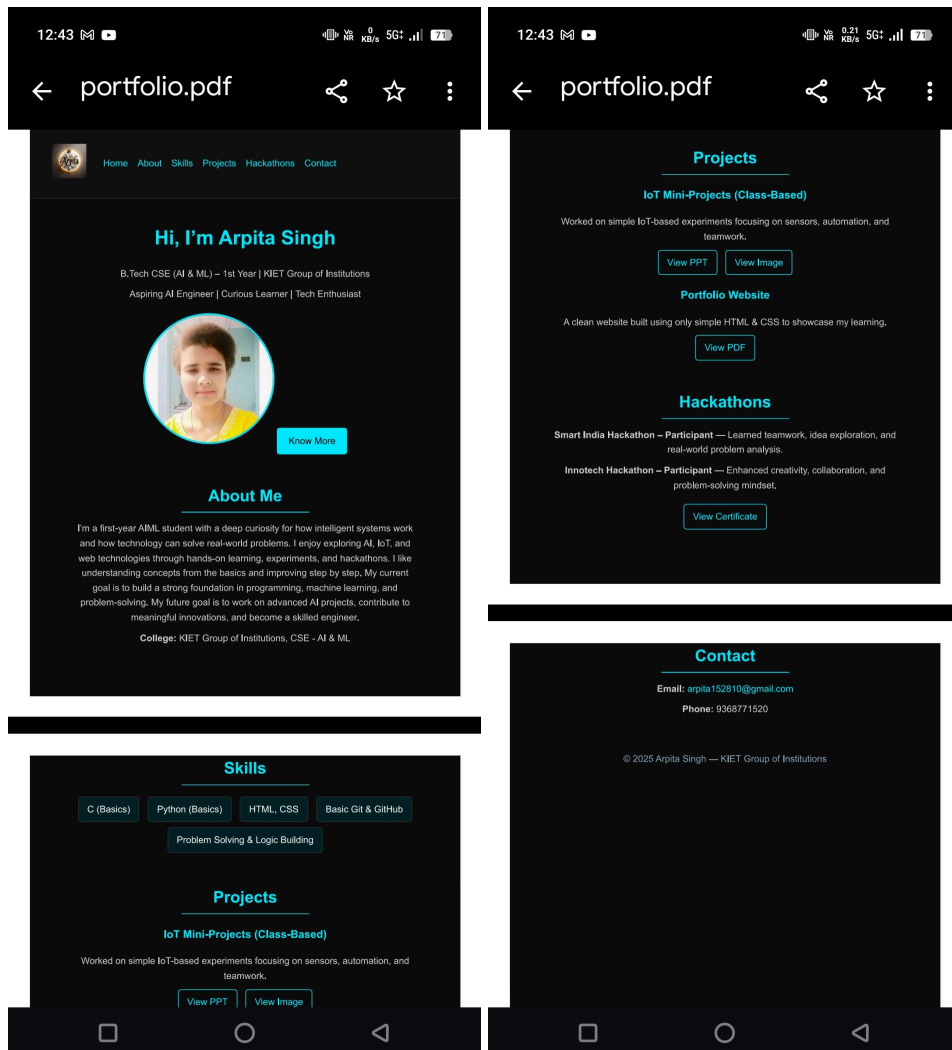 12:43
Vo NR
0 KB/s
5G‡
71
portfolio.pdf
Arpita
Home About Skills Projects Hackathons Contact
Hi, I’m Arpita Singh
B.Tech CSE (AI & ML) – 1st Year | KIET Group of Institutions
Aspiring AI Engineer | Curious Learner | Tech Enthusiast
Know More
About Me
I'm a first-year AIML student with a deep curiosity for how intelligent systems work
and how technology can solve real-world problems. I enjoy exploring AI, IoT, and
web technologies through hands-on learning, experiments, and hackathons. I like
understanding concepts from the basics and improving step by step. My current
goal is to build a strong foundation in programming, machine learning, and
problem-solving. My future goal is to work on advanced AI projects, contribute to
meaningful innovations, and become a skilled engineer.
College: KIET Group of Institutions, CSE - AI & ML
Skills
C (Basics) Python (Basics) HTML, CSS Basic Git & GitHub
Problem Solving & Logic Building
Projects
IoT Mini-Projects (Class-Based)
Worked on simple IoT-based experiments focusing on sensors, automation, and
teamwork.
View PPT View Image
12:43
Vo NR
0.21 KB/s
5G‡
71
portfolio.pdf
Projects
IoT Mini-Projects (Class-Based)
Worked on simple IoT-based experiments focusing on sensors, automation, and
teamwork.
View PPT View Image
Portfolio Website
A clean website built using only simple HTML & CSS to showcase my learning.
View PDF
Hackathons
Smart India Hackathon – Participant — Learned teamwork, idea exploration, and
real-world problem analysis.
Innotech Hackathon – Participant — Enhanced creativity, collaboration, and
problem-solving mindset.
View Certificate
Contact
Email: arpita152810@gmail.com
Phone: 9368771520
© 2025 Arpita Singh — KIET Group of Institutions